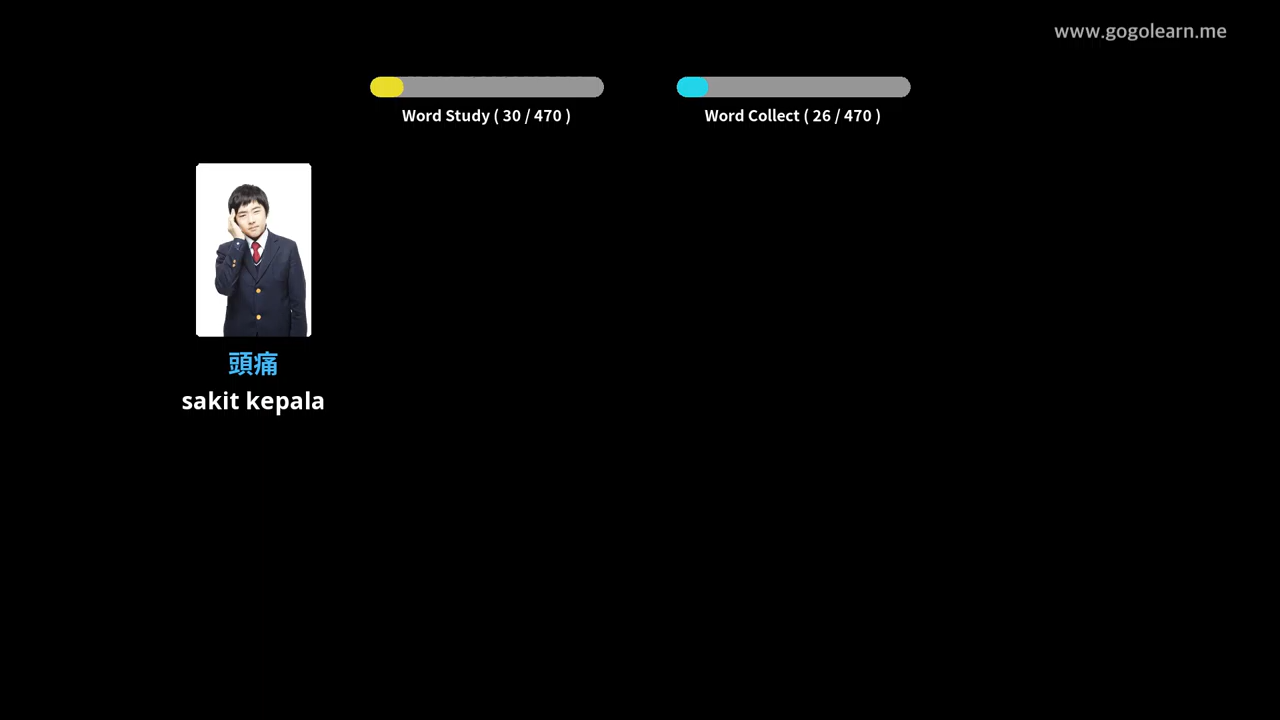 www.gogolearn.me
Word Study ( 30 / 470 )
Word Collect ( 26 / 470 )
頭痛
sakit kepala